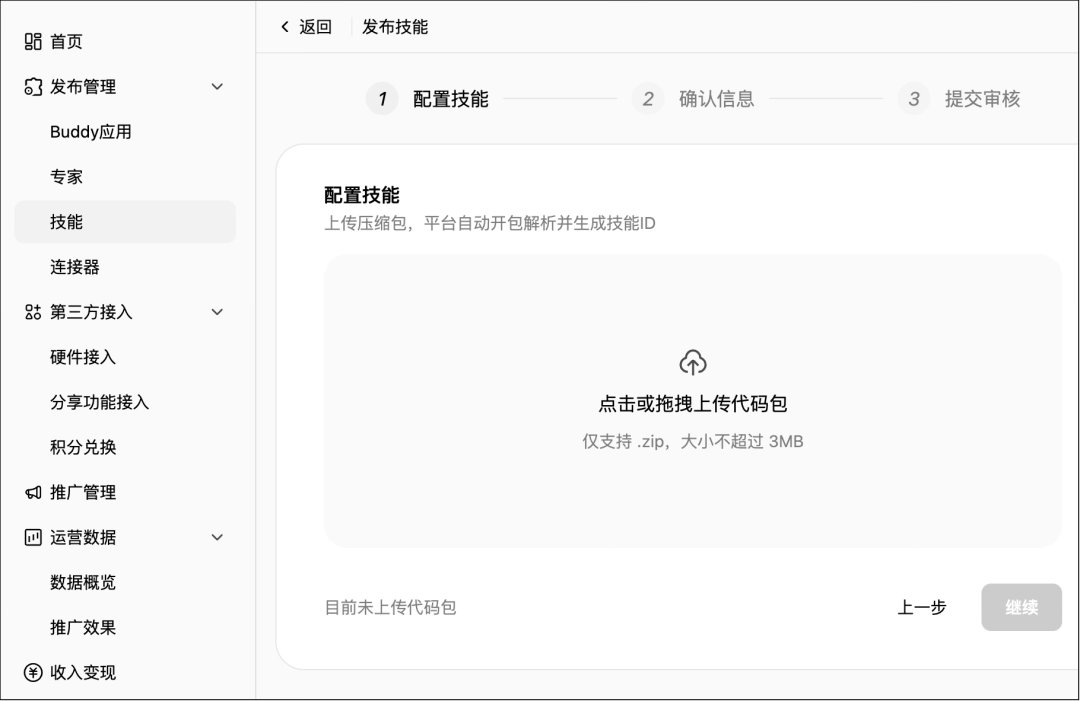 首页
发布管理
Buddy应用
专家
技能
连接器
第三方接入
硬件接入
分享功能接入
积分兑换
推广管理
运营数据
数据概览
推广效果
收入变现
返回
发布技能
1 配置技能
2 确认信息
3 提交审核
配置技能
上传压缩包，平台自动开包解析并生成技能ID
点击或拖拽上传代码包
仅支持 .zip，大小不超过 3MB
目前未上传代码包
上一步
继续